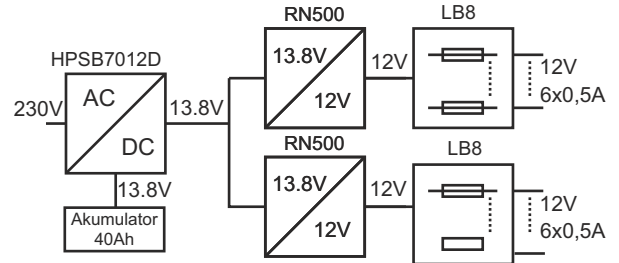 RN500
LB8
HPSB7012D
13.8V
12V
12V
12V
6x0,5A
AC
DC
230V
13.8V
13.8V
Akumulator
40Ah
RN500
LB8
13.8V
12V
12V
12V
6x0,5A